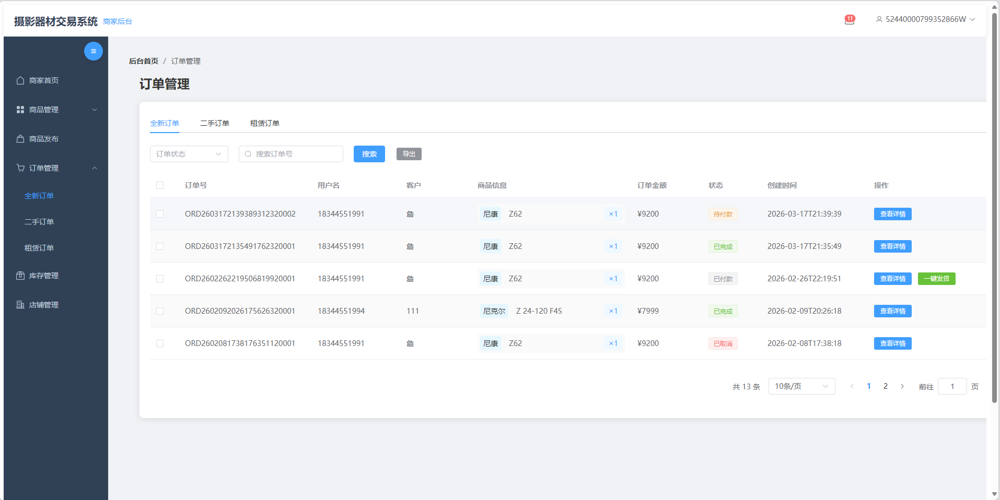 摄影器材交易系统 商家后台
11
52440000799352866W
后台首页 / 订单管理
商家首页
商品管理
商品发布
订单管理
全新订单
二手订单
租赁订单
库存管理
店铺管理
订单管理
全新订单 二手订单 租赁订单
订单状态 搜索订单号 搜索 导出
订单号 用户名 客户 商品信息 订单金额 状态 创建时间 操作
ORD2603172139389312320002 18344551991 詹 尼康 Z62 ×1 ¥9200 待付款 2026-03-17T21:39:39 查看详情
ORD2603172135491762320001 18344551991 詹 尼康 Z62 ×1 ¥9200 已完成 2026-03-17T21:35:49 查看详情
ORD2602262219506819920001 18344551991 詹 尼康 Z62 ×1 ¥9200 已付款 2026-02-26T22:19:51 查看详情 一键发货
ORD2602092026175626320001 18344551994 111 尼克尔 Z 24-120 F4S ×1 ¥7999 已完成 2026-02-09T20:26:18 查看详情
ORD2602081738176351120001 18344551991 詹 尼康 Z62 ×1 ¥9200 已取消 2026-02-08T17:38:18 查看详情
共 13 条 10条/页 1 2 前往 1 页